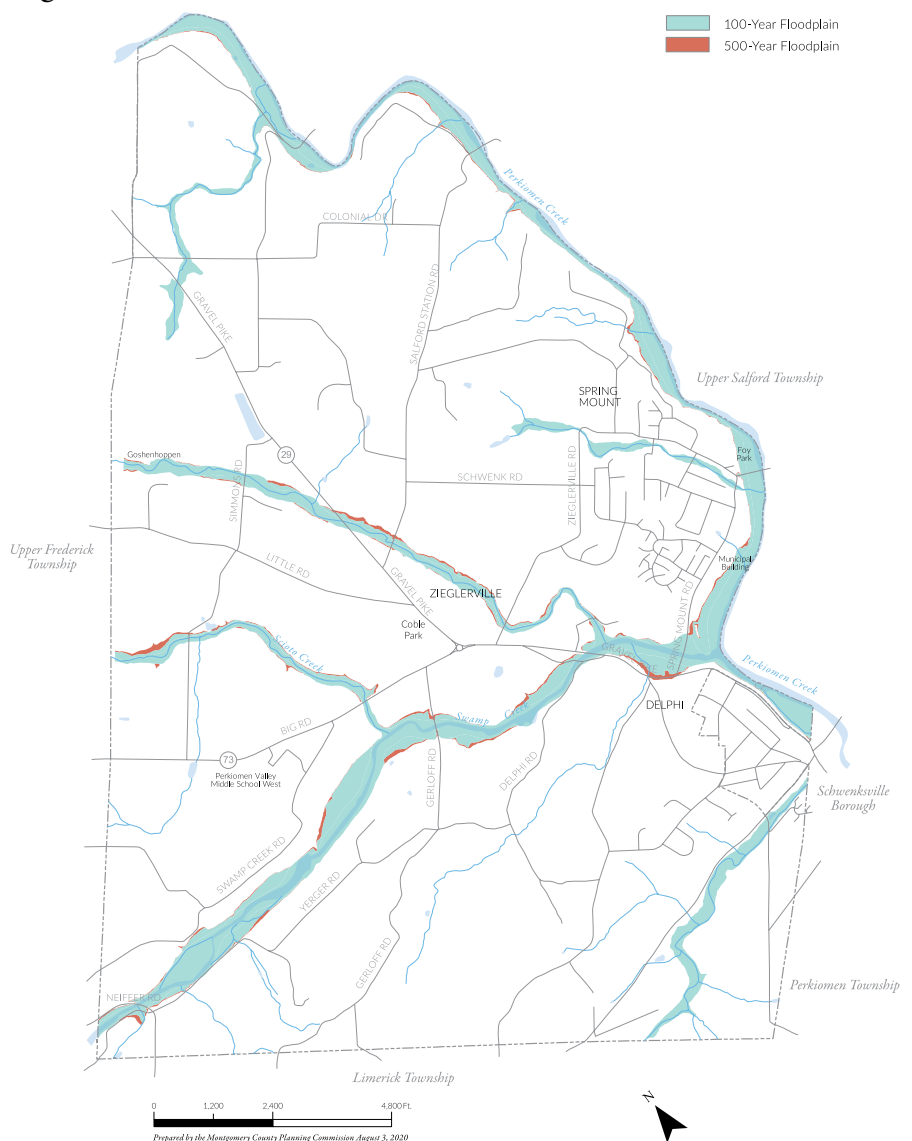 100-Year Floodplain
500-Year Floodplain
Perkiomen Creek
COLONIAL DR
GRAVEL PIKE
SALFORD STATION RD
Upper Salford Township
SPRING
MOUNT
Foy
Park
Goshenhoppen
29
SIMMONS RD
SCHWENK RD
ZIEGLERVILLE RD
Upper Frederick
Township
LITTLE RD
GRAVEL PIKE
ZIEGLERVILLE
Municipal
Building
Coble
Park
SPRING MOUNT RD
Scioto Creek
Perkiomen Creek
Swamp Creek
DELPHI
BIG RD
73
Perkiomen Valley
Middle School West
GERLOFF RD
DELPHI RD
Schwenksville
Borough
SWAMP CREEK RD
YERGER RD
GERLOFF RD
NEIFFER RD
Perkiomen Township
Limerick Township
N
0 1,200 2,400 4,800 FT.
Prepared by the Montgomery County Planning Commission August 3, 2020